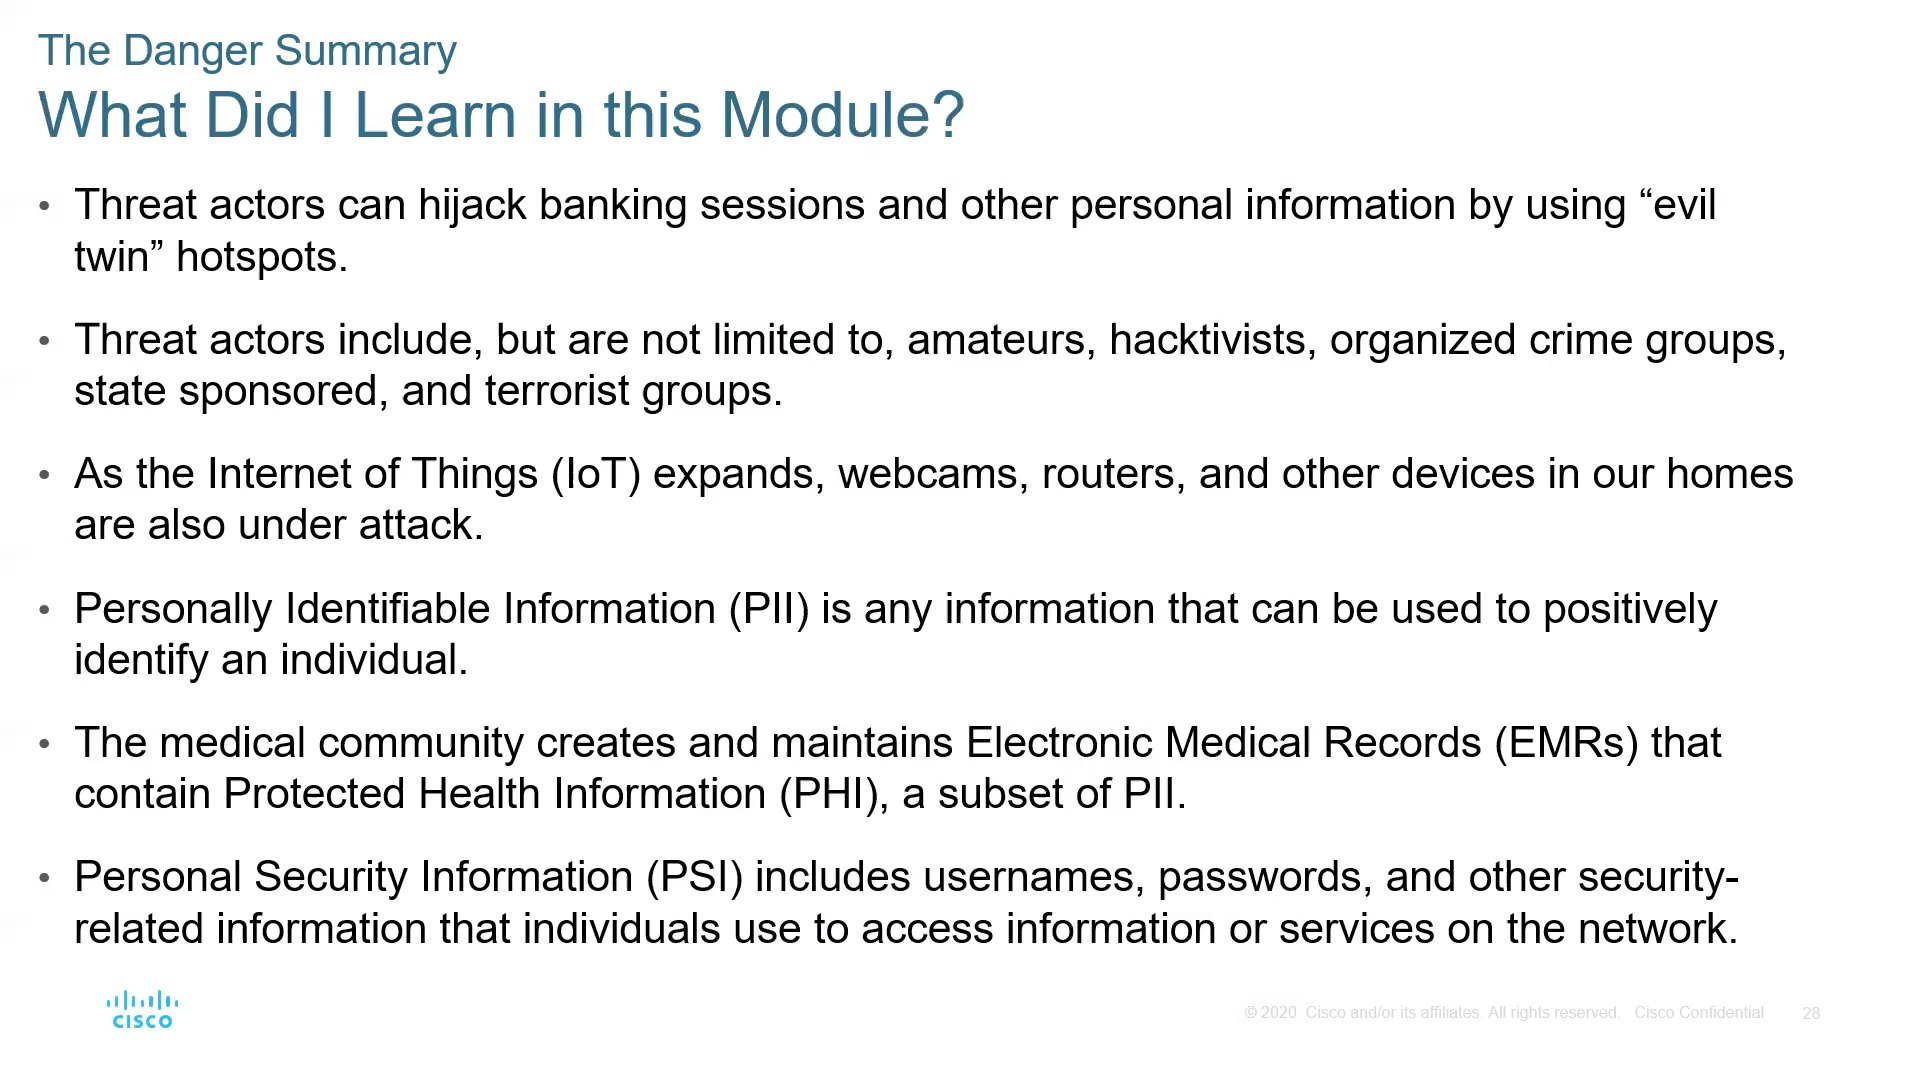 The Danger Summary
What Did I Learn in this Module?
• Threat actors can hijack banking sessions and other personal information by using “evil
twin” hotspots.
• Threat actors include, but are not limited to, amateurs, hacktivists, organized crime groups,
state sponsored, and terrorist groups.
• As the Internet of Things (IoT) expands, webcams, routers, and other devices in our homes
are also under attack.
• Personally Identifiable Information (PII) is any information that can be used to positively
identify an individual.
• The medical community creates and maintains Electronic Medical Records (EMRs) that
contain Protected Health Information (PHI), a subset of PII.
• Personal Security Information (PSI) includes usernames, passwords, and other security-
related information that individuals use to access information or services on the network.
CISCO
© 2020 Cisco and/or its affiliates. All rights reserved. Cisco Confidential 28